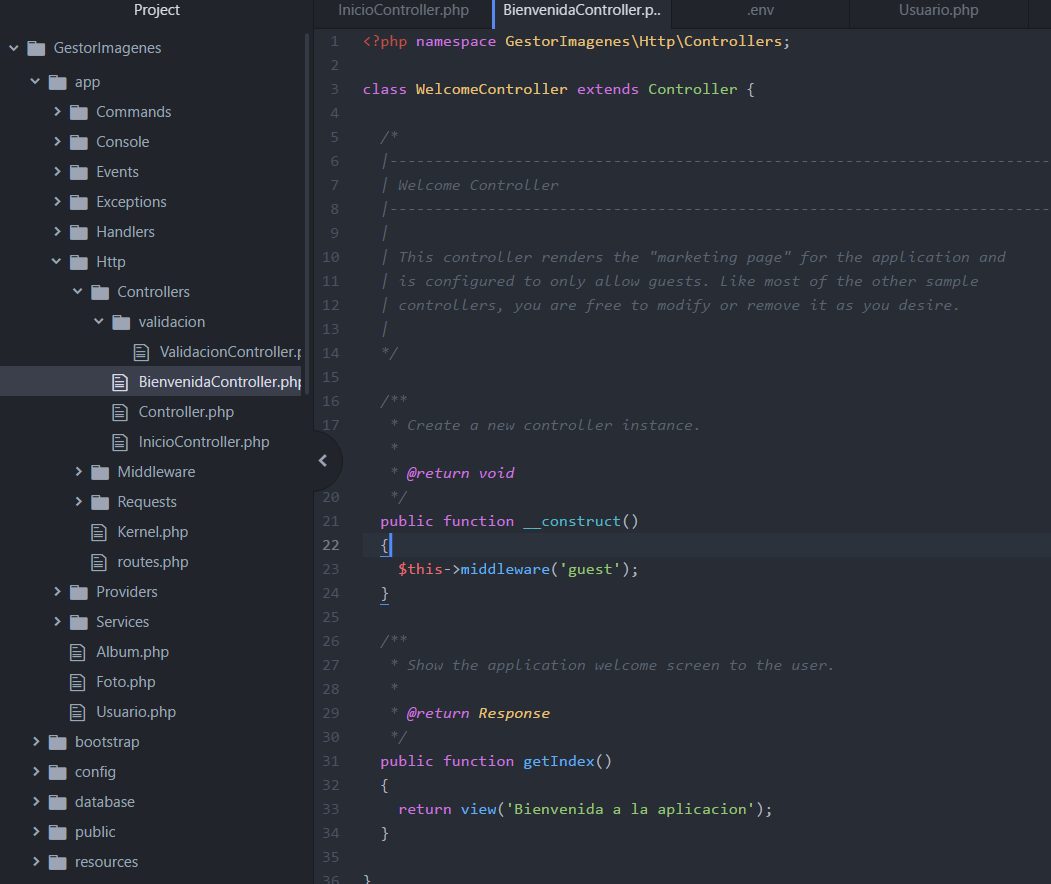 Project
GestorImagenes
app
Commands
Console
Events
Exceptions
Handlers
Http
Controllers
validacion
ValidacionController.p
BienvenidaController.php
Controller.php
InicioController.php
Middleware
Requests
Kernel.php
routes.php
Providers
Services
Album.php
Foto.php
Usuario.php
bootstrap
config
database
public
resources
InicioController.php
BienvenidaController.p..
.env
Usuario.php
1 <?php namespace GestorImagenes\Http\Controllers;
2
3 class WelcomeController extends Controller {
4
5 /*
6 |--------------------------------------------------------------------------
7 | Welcome Controller
8 |--------------------------------------------------------------------------
9 |
10 | This controller renders the "marketing page" for the application and
11 | is configured to only allow guests. Like most of the other sample
12 | controllers, you are free to modify or remove it as you desire.
13 |
14 */
15
16 /**
17 * Create a new controller instance.
*
* @return void
20 */
21 public function __construct()
22 {
23 $this->middleware('guest');
24 }
25
26 /**
27 * Show the application welcome screen to the user.
28 *
29 * @return Response
30 */
31 public function getIndex()
32 {
33 return view('Bienvenida a la aplicacion');
34 }
35
36 }